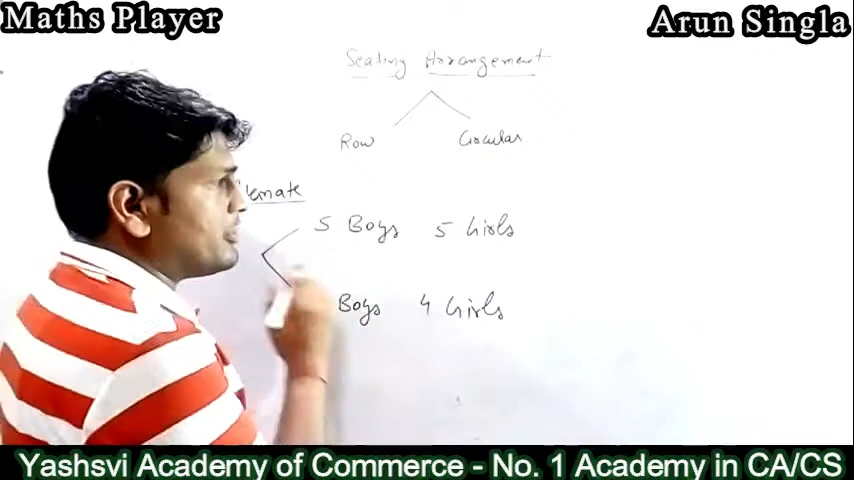 Maths Player
Arun Singla
Seating Arrangement
Row
Circular
5 Boys 5 Girls
Boys 4 Girls
Yashsvi Academy of Commerce - No. 1 Academy in CA/CS